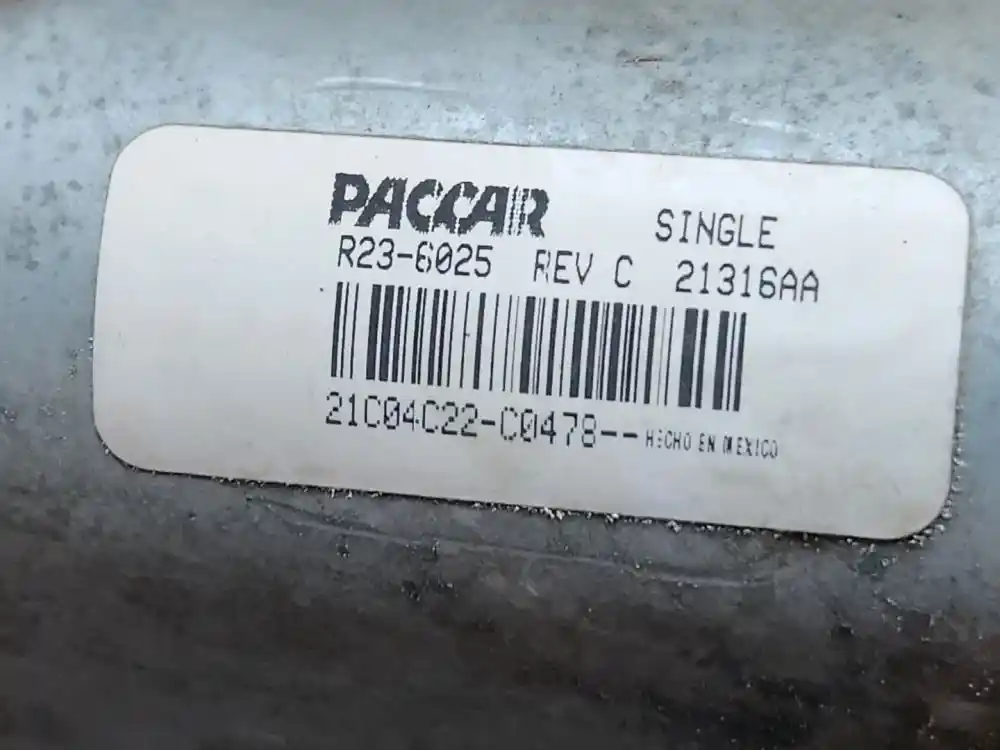 PACCAR SINGLE
R23-6025 REV C 21316AA
21C04C22-C0478-- HECHO EN MEXICO